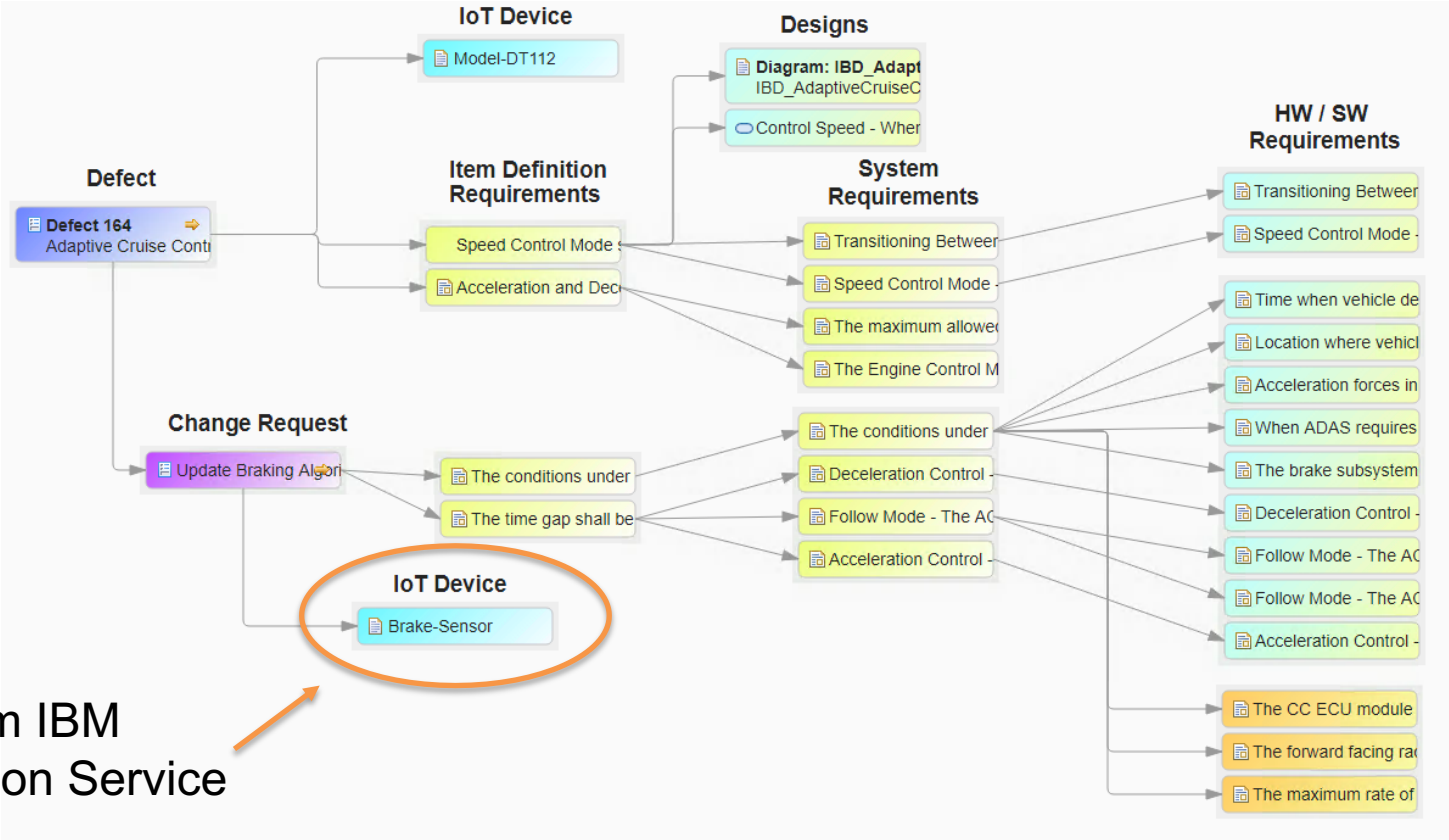 IoT Device
Model-DT112
Designs
Diagram: IBD_Adapt
IBD_AdaptiveCruiseC
Control Speed - Wher
HW / SW
Requirements
Transitioning Between
Speed Control Mode -
Time when vehicle de
Location where vehicl
Acceleration forces in
When ADAS requires
The brake subsystem
Deceleration Control -
Follow Mode - The AC
Follow Mode - The AC
Acceleration Control -
The CC ECU module
The forward facing rad
The maximum rate of
Defect
Defect 164
Adaptive Cruise Contr
Item Definition
Requirements
Speed Control Mode s
Acceleration and Dece
System
Requirements
Transitioning Between
Speed Control Mode -
The maximum allowed
The Engine Control M
Change Request
Update Braking Algori
The conditions under
The time gap shall be
The conditions under
Deceleration Control -
Follow Mode - The AC
Acceleration Control -
IoT Device
Brake-Sensor
m IBM
on Service